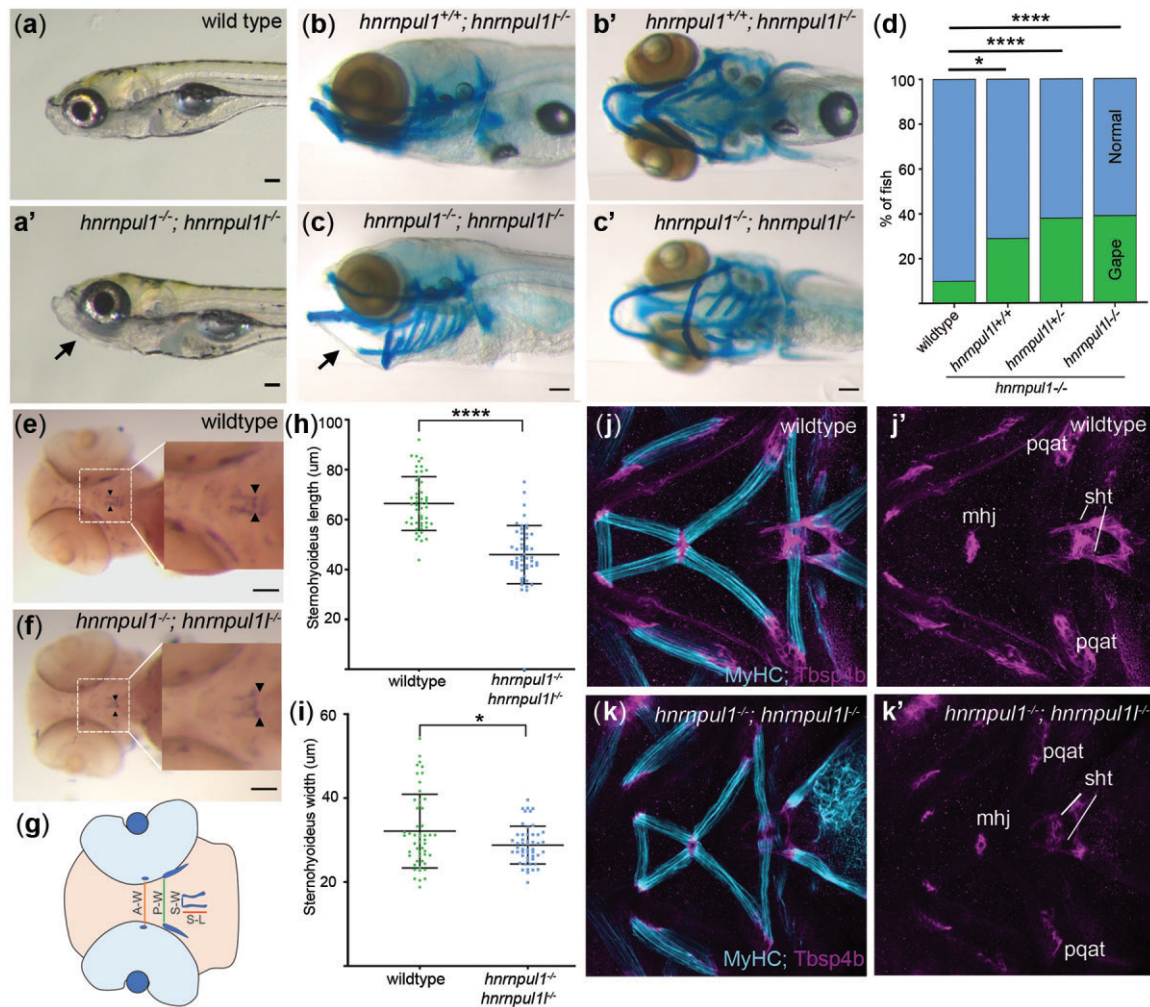 (a) wild type
(b) hnrnpul1+/+; hnrnpul1l-/-
b' hnrnpul1+/+; hnrnpul1l-/-
(d)
****
****
*
a' hnrnpul1-/-; hnrnpul1l-/-
(c) hnrnpul1-/-; hnrnpul1l-/-
c' hnrnpul1-/-; hnrnpul1l-/-
% of fish
100
80
60
40
20
Normal
Gape
wildtype
hnrnpul1l+/+
hnrnpul1l+/-
hnrnpul1l-/-
hnrnpul1-/-
(e) wildtype
(f) hnrnpul1-/-; hnrnpul1l-/-
(g)
A-W
P-W
S-W
S-L
(h)
****
Sternohyoideus length (um)
100
80
60
40
20
wildtype
hnrnpul1-/-
hnrnpul1l-/-
(i)
*
Sternohyoideus width (um)
60
40
20
wildtype
hnrnpul1-/-
hnrnpul1l-/-
(j) wildtype
MyHC; Tbsp4b
j' wildtype
pqat
sht
mhj
pqat
(k) hnrnpul1-/-; hnrnpul1l-/-
MyHC; Tbsp4b
k' hnrnpul1-/-; hnrnpul1l-/-
pqat
sht
mhj
pqat